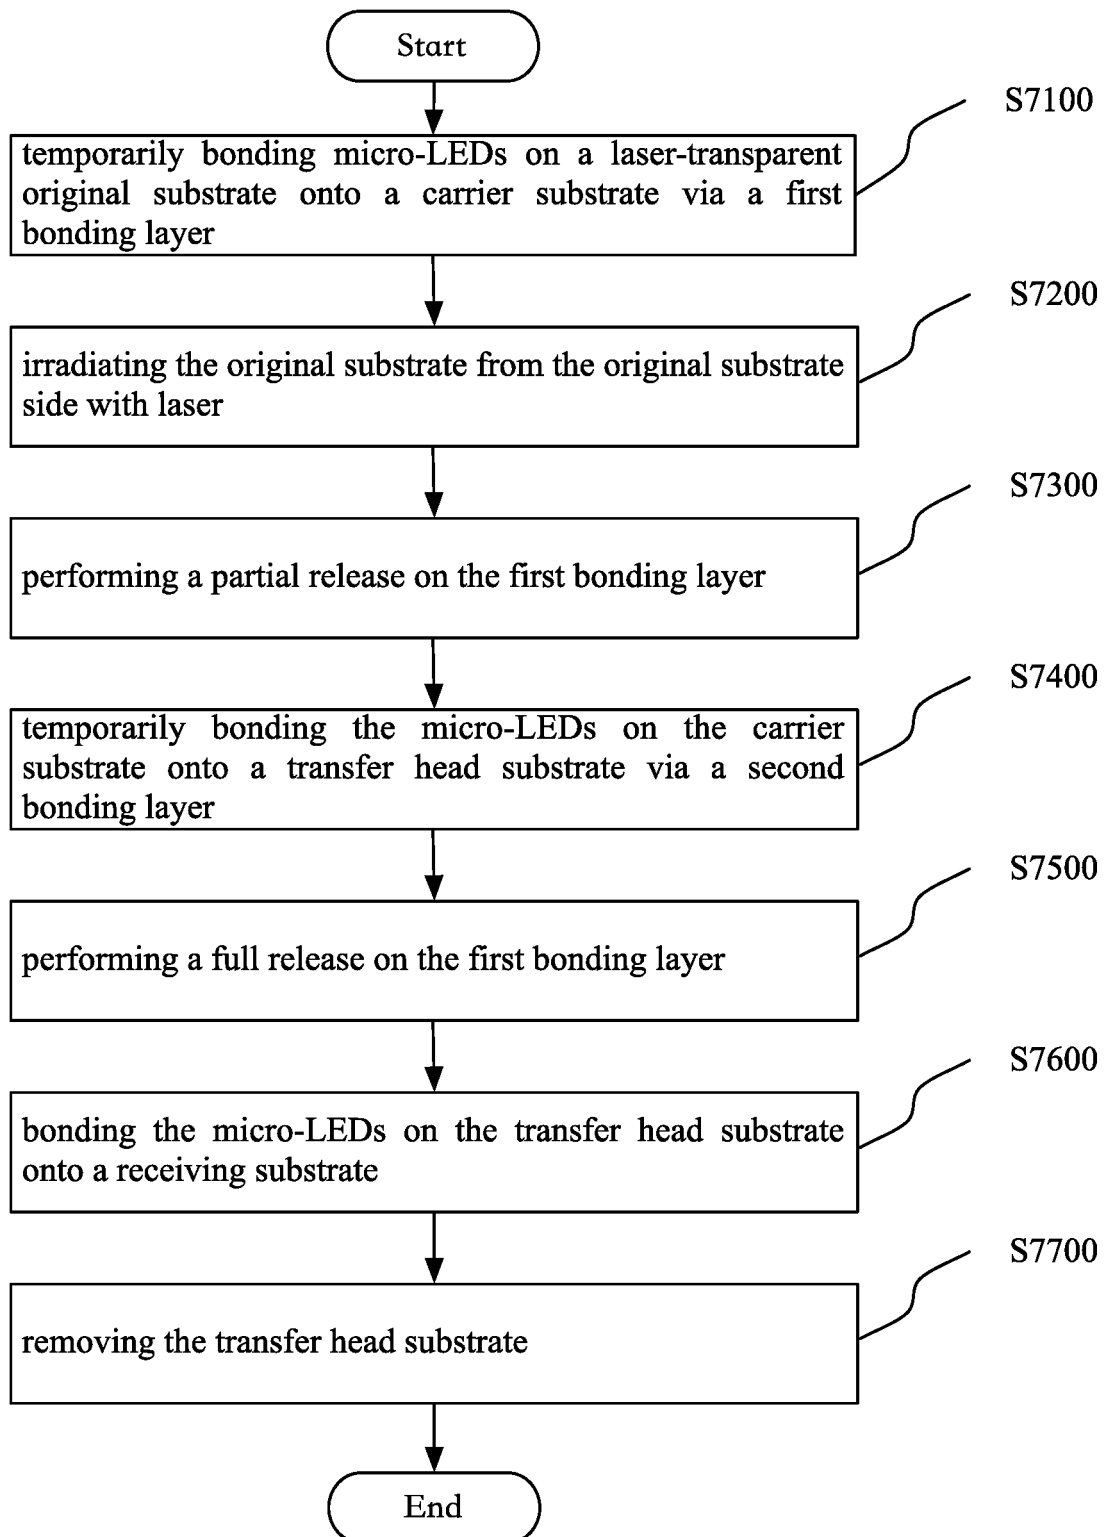 Start
S7100
temporarily bonding micro-LEDs on a laser-transparent
original substrate onto a carrier substrate via a first
bonding layer
S7200
irradiating the original substrate from the original substrate
side with laser
S7300
performing a partial release on the first bonding layer
S7400
temporarily bonding the micro-LEDs on the carrier
substrate onto a transfer head substrate via a second
bonding layer
S7500
performing a full release on the first bonding layer
S7600
bonding the micro-LEDs on the transfer head substrate
onto a receiving substrate
S7700
removing the transfer head substrate
End